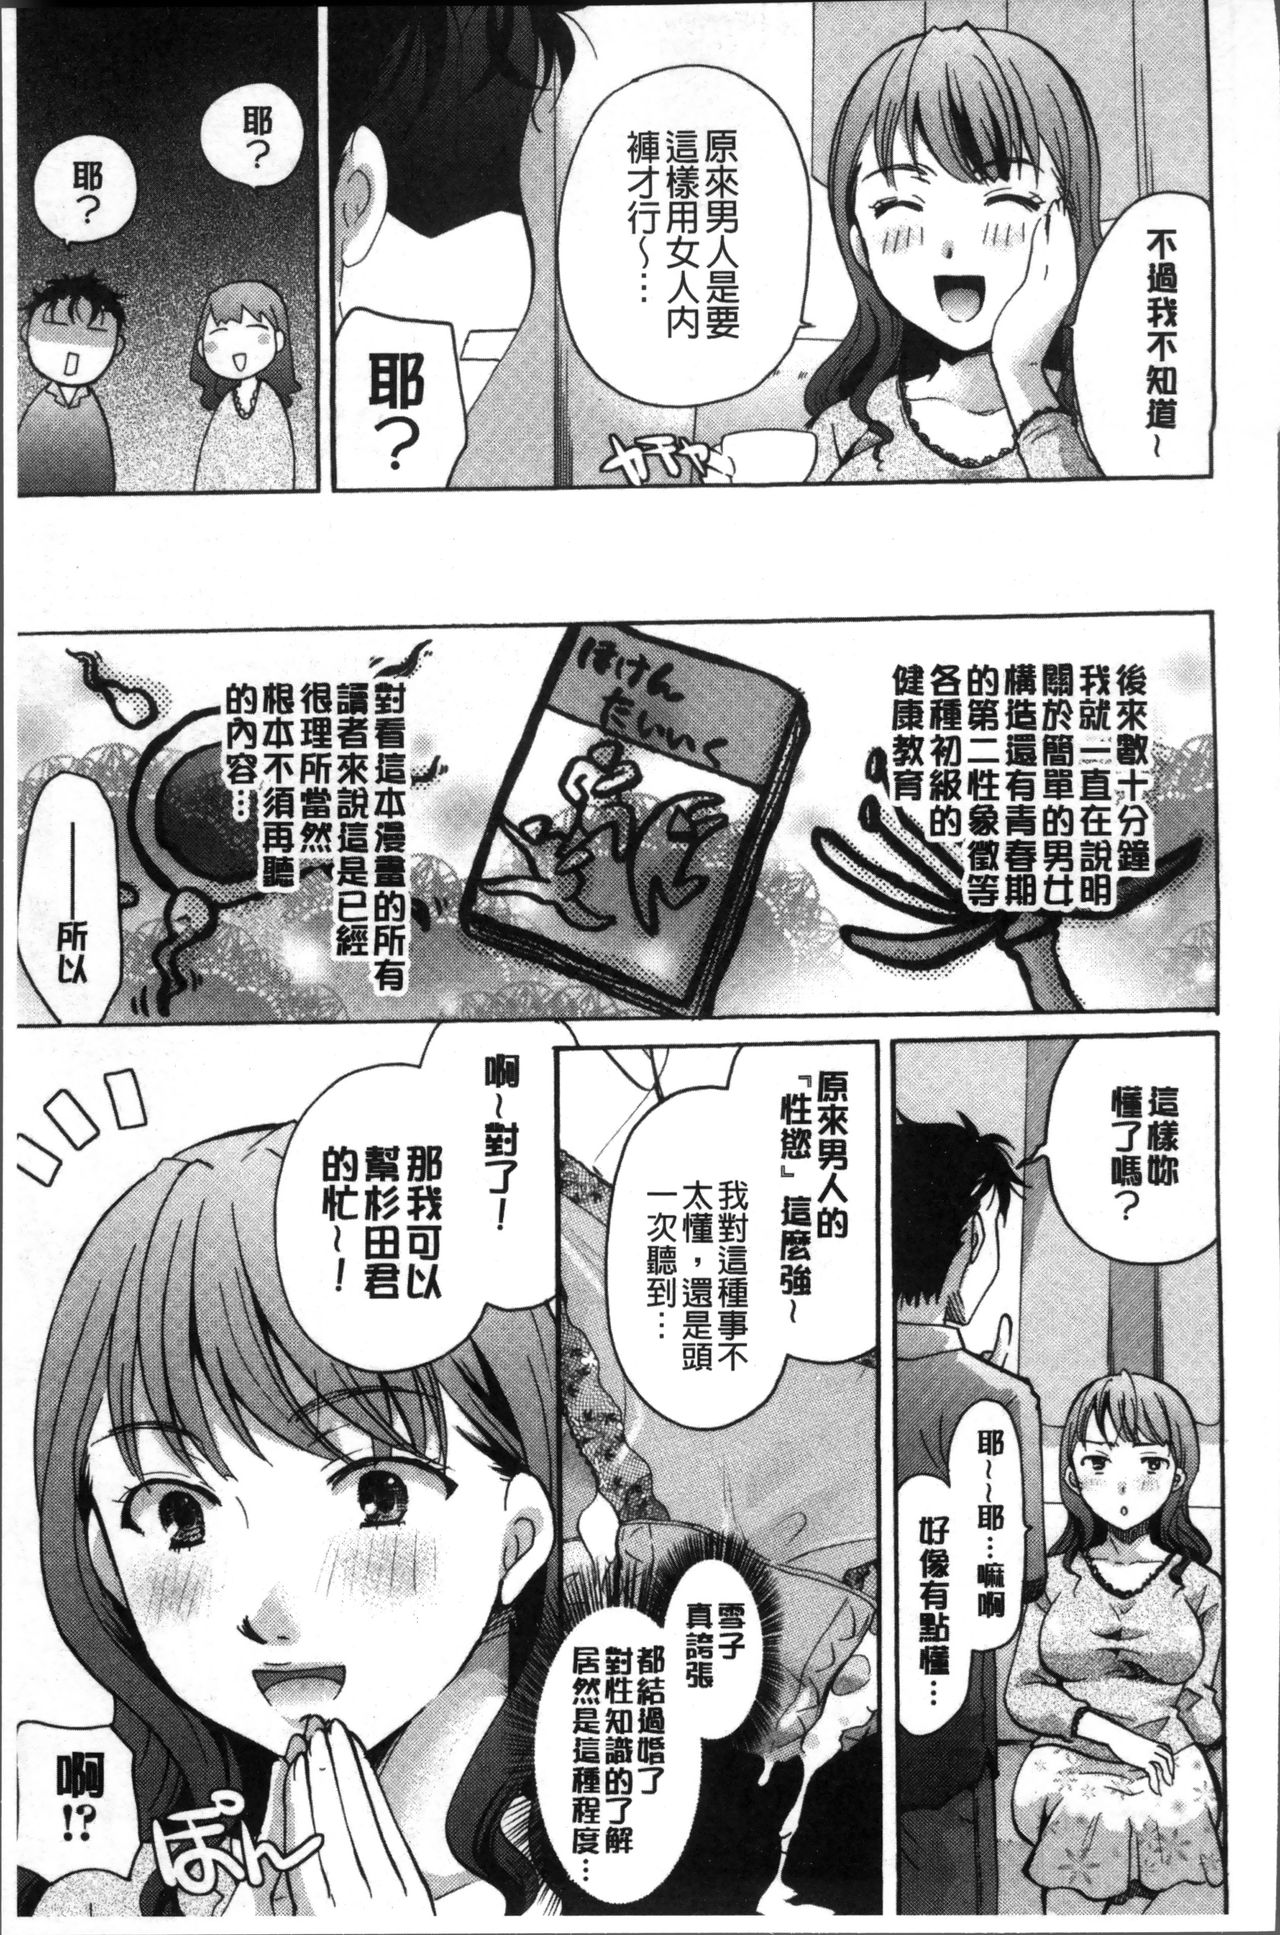 不過我不知道～
原來男人是要
這樣用女人內
褲才行～…
カチャ
耶？
耶？
耶？
後來數十分鐘
我就一直在說明
關於簡單的男女
構造還有青春期
的第二性象徵等
各種初級的
健康教育
ほけん
たいいく
對看這本漫畫的所有
讀者來說這是已經
很理所當然
根本不須再聽
的內容…
——所以
這樣妳
懂了嗎？
耶～～耶…嘛啊
好像有點懂…
原來男人的
『性慾』這麼強～
我對這種事不
太懂，還是頭
一次聽到…
雪子
真誇張
都結過婚了
對性知識的了解
居然是這種程度…
啊～對了！
那我可以
幫杉田君
的忙～！
ぽん
啊!?